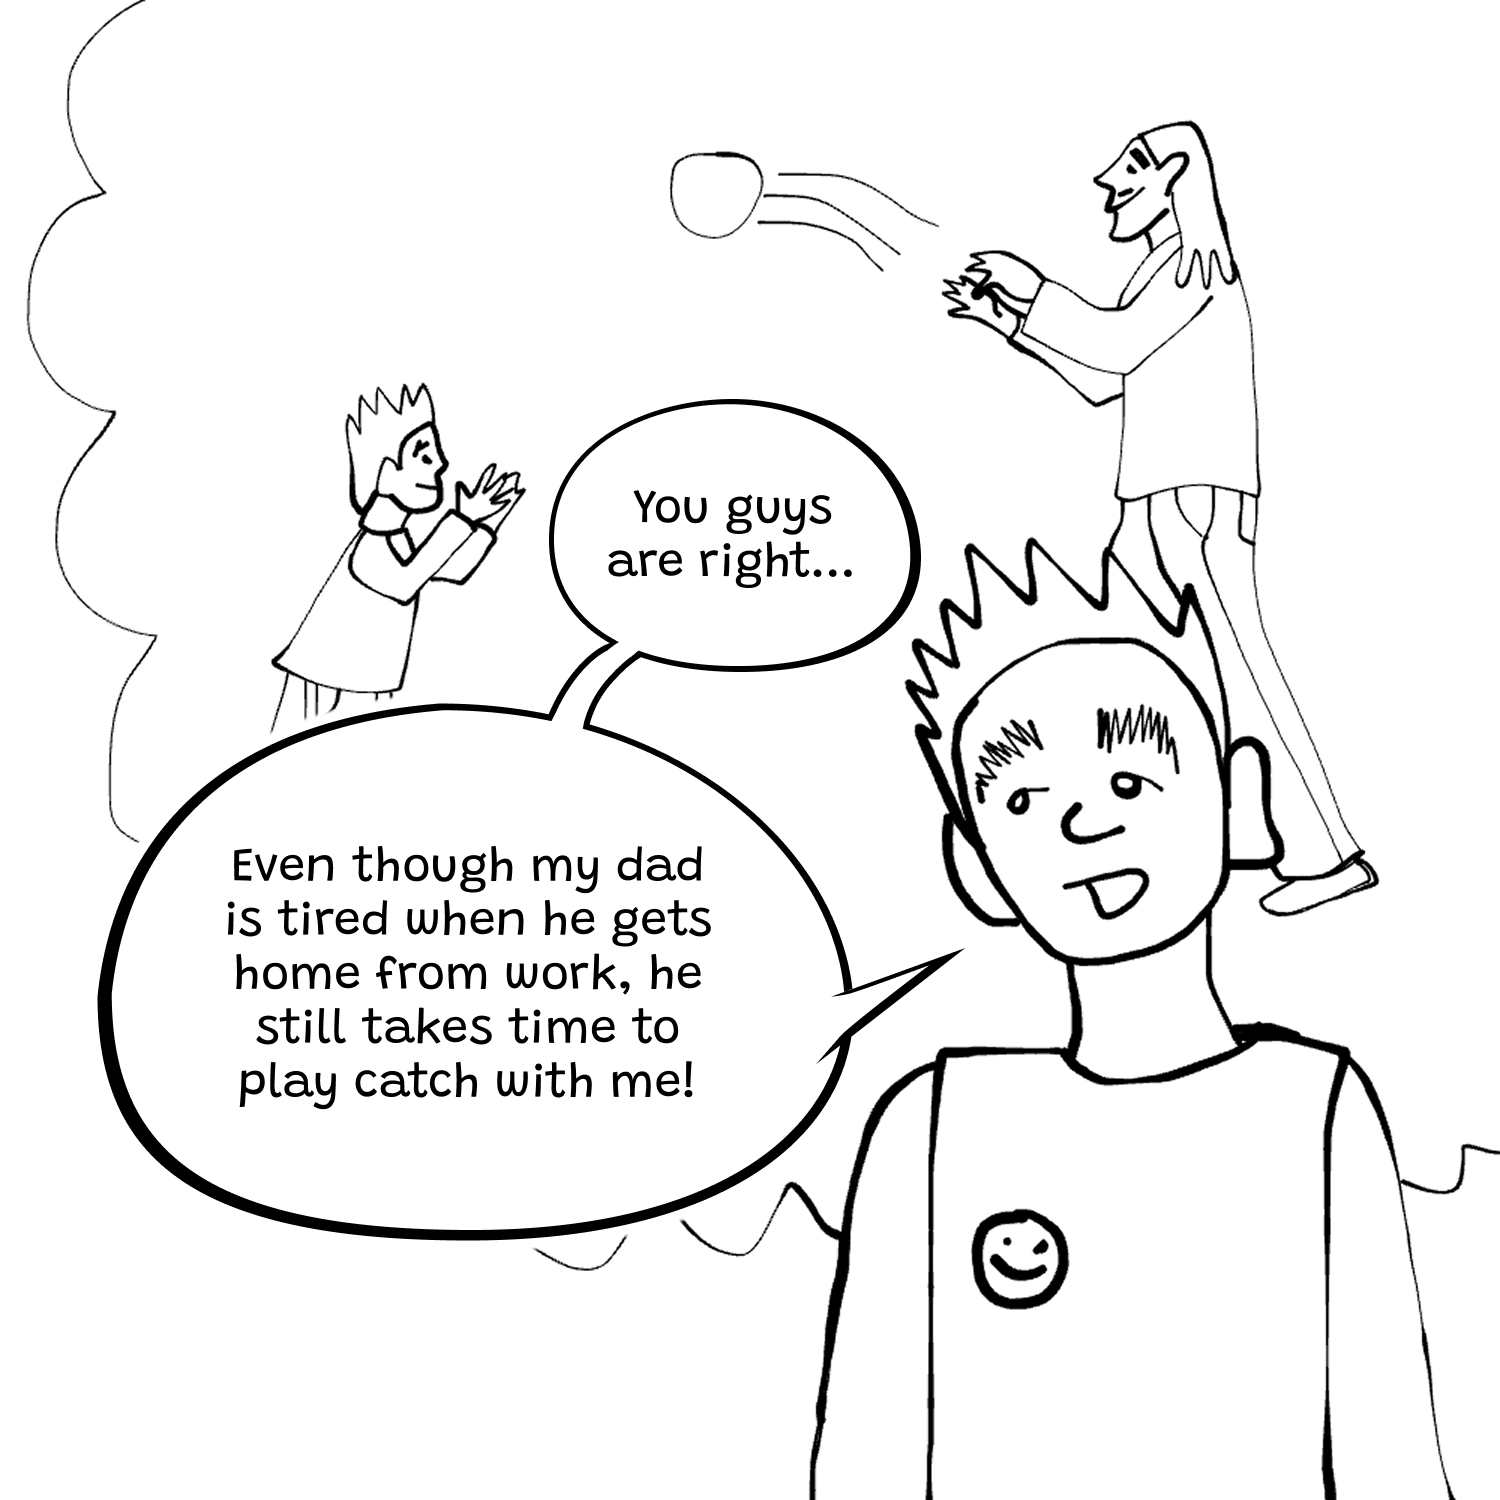 You guys
are right...
Even though my dad
is tired when he gets
home from work, he
still takes time to
play catch with me!